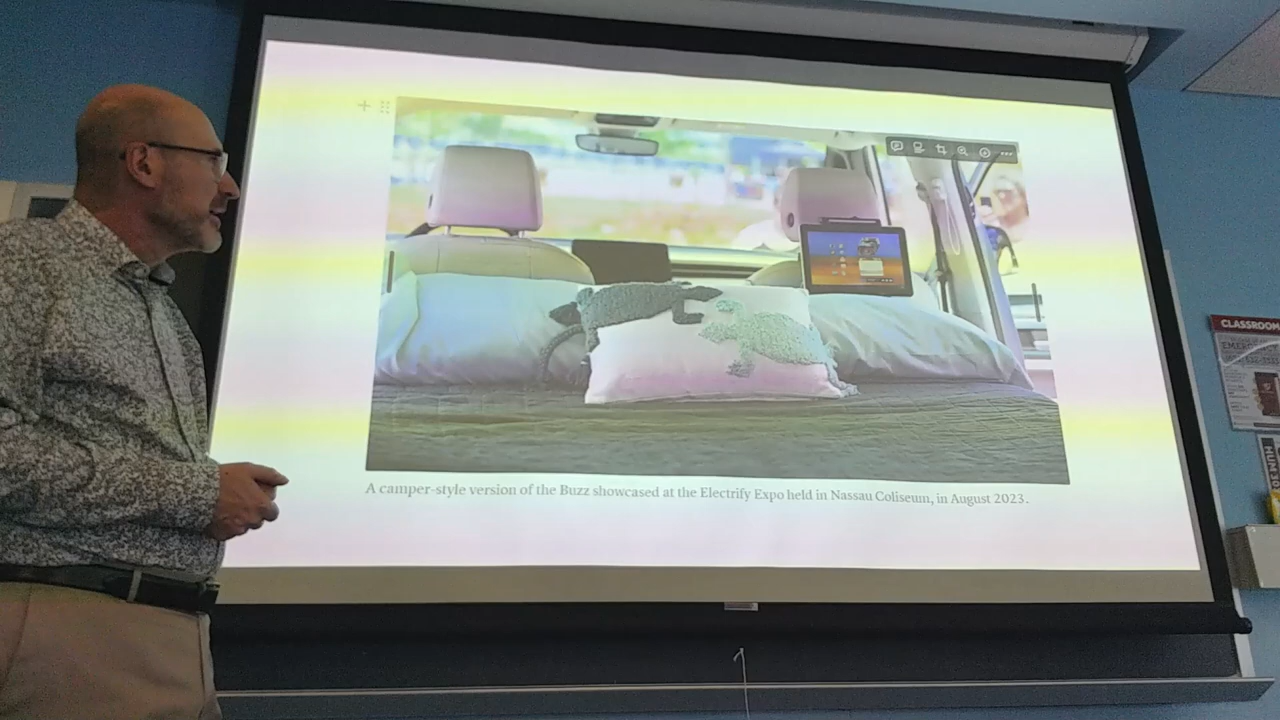 A camper-style version of the Buzz showcased at the Electrify Expo held in Nassau Coliseum, in August 2023.
CLASSROOM